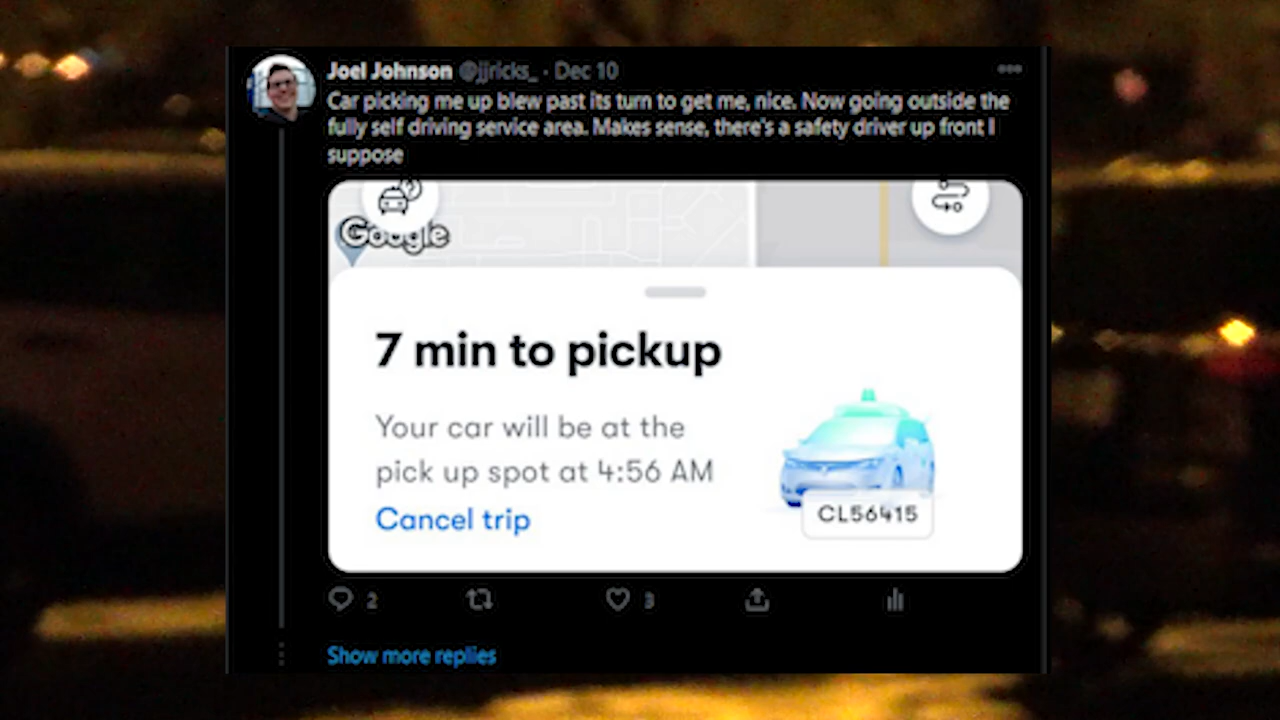 Joel Johnson @jjricks_ · Dec 10
Car picking me up blew past its turn to get me, nice. Now going outside the
fully self driving service area. Makes sense, there's a safety driver up front I
suppose
Google
7 min to pickup
Your car will be at the
pick up spot at 4:56 AM
Cancel trip
CL56415
2
3
Show more replies